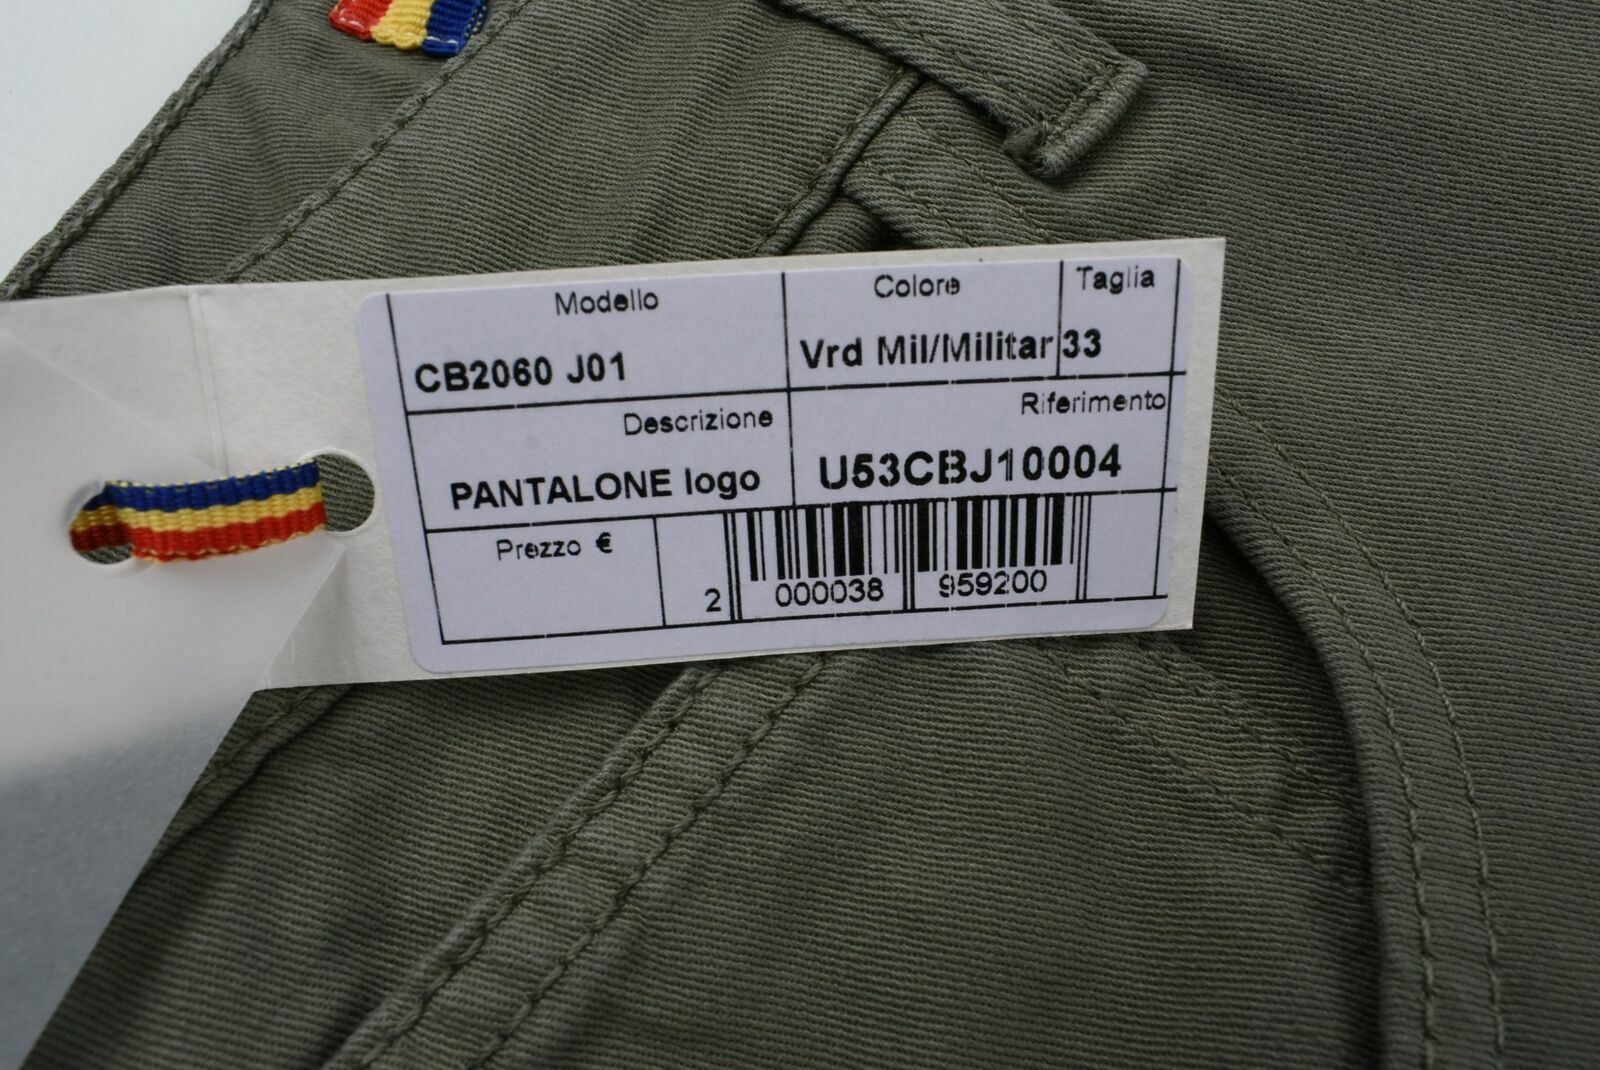 Modello
Colore
Taglia
CB2060 J01
Vrd Mil/Militar
33
Descrizione
Riferimento
PANTALONE logo
U53CBJ10004
Prezzo €
2 000038 959200